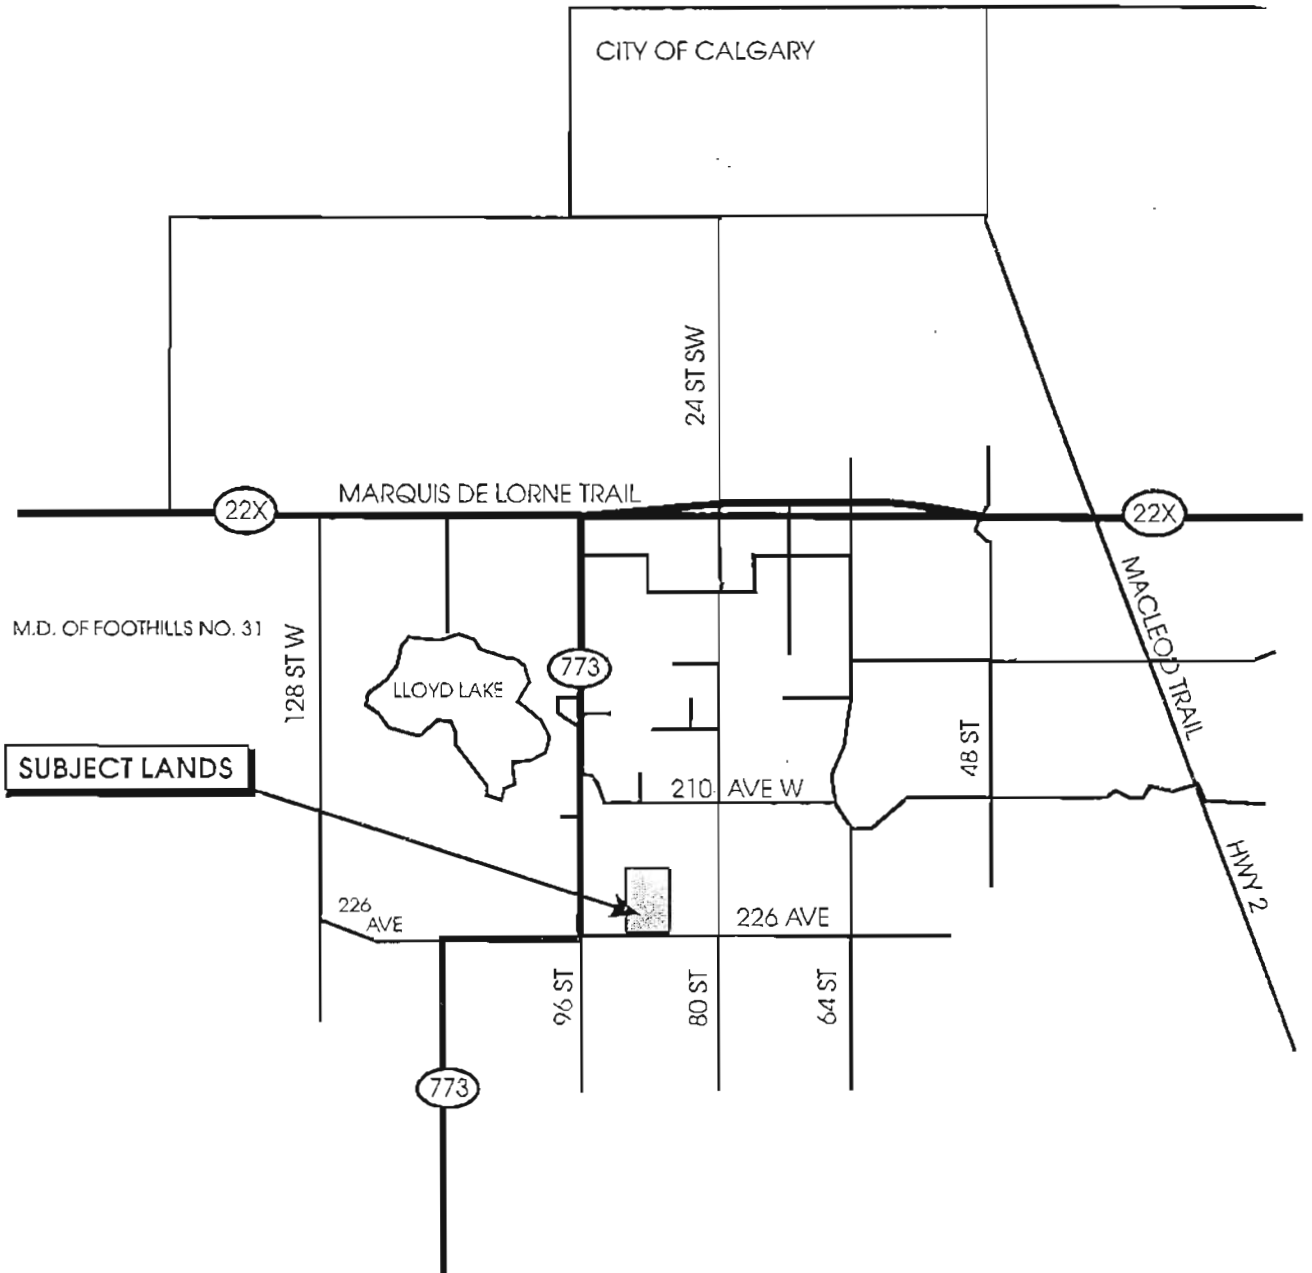 CITY OF CALGARY
24 ST SW
MARQUIS DE LORNE TRAIL
22X
22X
M.D. OF FOOTHILLS NO. 31
128 ST W
LLOYD LAKE
773
MACLEOD TRAIL
48 ST
SUBJECT LANDS
210 AVE W
HWY 2
226
AVE
226 AVE
96 ST
80 ST
64 ST
773